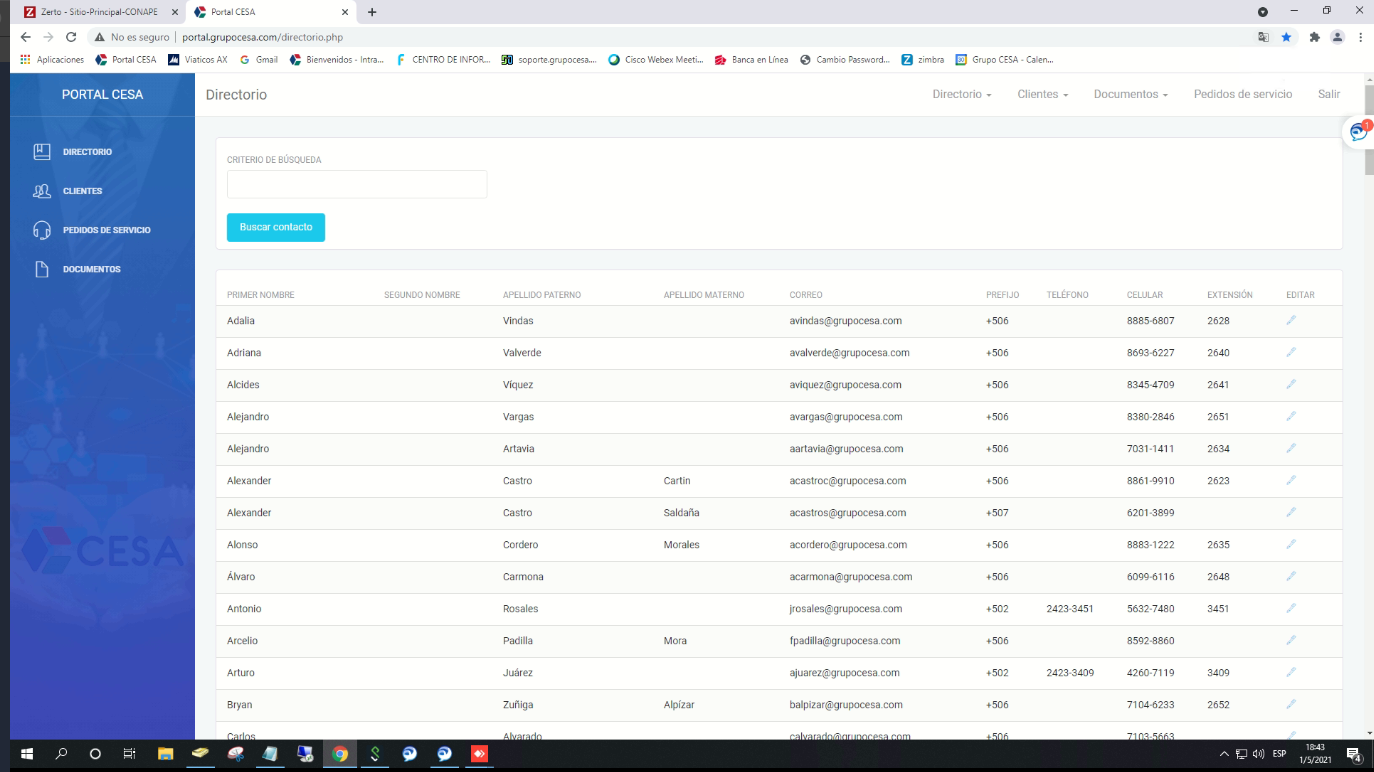 Zerto - Sitio-Principal-CONAPE
Portal CESA
No es seguro | portal.grupocesa.com/directorio.php
Aplicaciones Portal CESA Viaticos AX Gmail Bienvenidos - Intra... CENTRO DE INFOR... soporte.grupocesa.... Cisco Webex Meeti... Banca en Línea Cambio Password... zimbra Grupo CESA - Calen...
PORTAL CESA
Directorio
Directorio Clientes Documentos Pedidos de servicio Salir
1
DIRECTORIO
CLIENTES
PEDIDOS DE SERVICIO
DOCUMENTOS
CESA
CRITERIO DE BÚSQUEDA
Buscar contacto
PRIMER NOMBRE SEGUNDO NOMBRE APELLIDO PATERNO APELLIDO MATERNO CORREO PREFIJO TELÉFONO CELULAR EXTENSIÓN EDITAR
Adalia Vindas avindas@grupocesa.com +506 8885-6807 2628
Adriana Valverde avalverde@grupocesa.com +506 8693-6227 2640
Alcides Víquez aviquez@grupocesa.com +506 8345-4709 2641
Alejandro Vargas avargas@grupocesa.com +506 8380-2846 2651
Alejandro Artavia aartavia@grupocesa.com +506 7031-1411 2634
Alexander Castro Cartín acastroc@grupocesa.com +506 8861-9910 2623
Alexander Castro Saldaña acastros@grupocesa.com +507 6201-3899
Alonso Cordero Morales acordero@grupocesa.com +506 8883-1222 2635
Álvaro Carmona acarmona@grupocesa.com +506 6099-6116 2648
Antonio Rosales jrosales@grupocesa.com +502 2423-3451 5632-7480 3451
Arcelio Padilla Mora fpadilla@grupocesa.com +506 8592-8860
Arturo Juárez ajuarez@grupocesa.com +502 2423-3409 4260-7119 3409
Bryan Zuñiga Alpízar balpizar@grupocesa.com +506 7104-6233 2652
Carlos Alvarado calvarado@grupocesa.com +506 7103-5663
ESP
18:43
1/5/2021
4